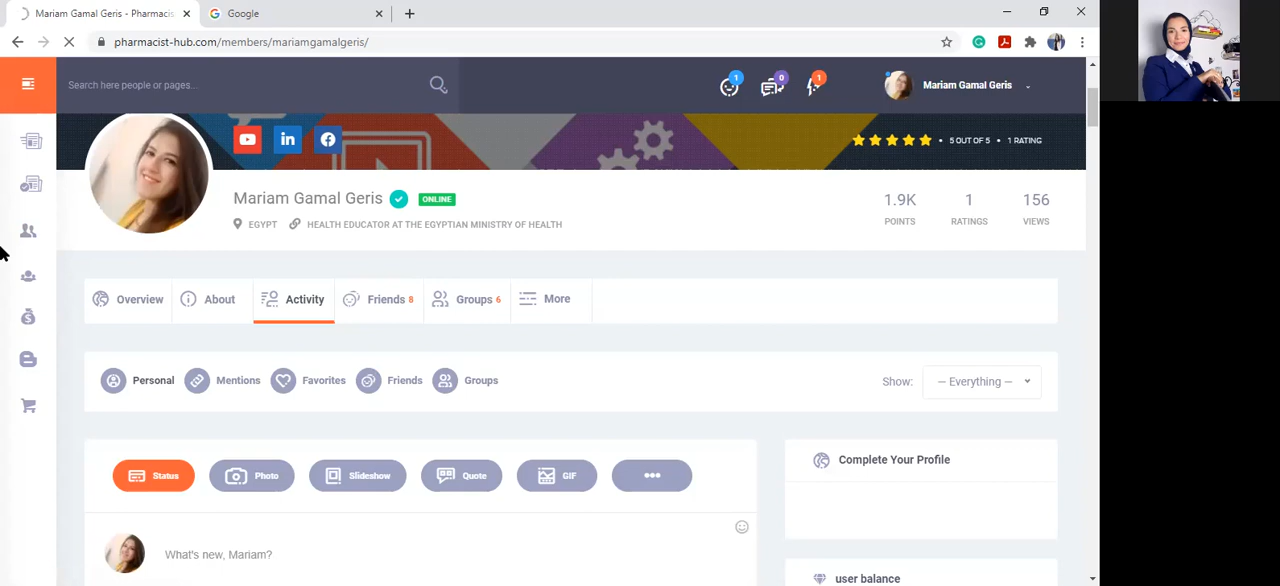 Mariam Gamal Geris - Pharmacis
Google
pharmacist-hub.com/members/mariamgamalgeris/
Search here people or pages...
1
0
1
Mariam Gamal Geris
5 OUT OF 5 • 1 RATING
Mariam Gamal Geris
ONLINE
EGYPT
HEALTH EDUCATOR AT THE EGYPTIAN MINISTRY OF HEALTH
1.9K
POINTS
1
RATINGS
156
VIEWS
Overview
About
Activity
Friends 8
Groups 6
More
Personal
Mentions
Favorites
Friends
Groups
Show:
— Everything —
Status
Photo
Slideshow
Quote
GIF
Complete Your Profile
What's new, Mariam?
user balance